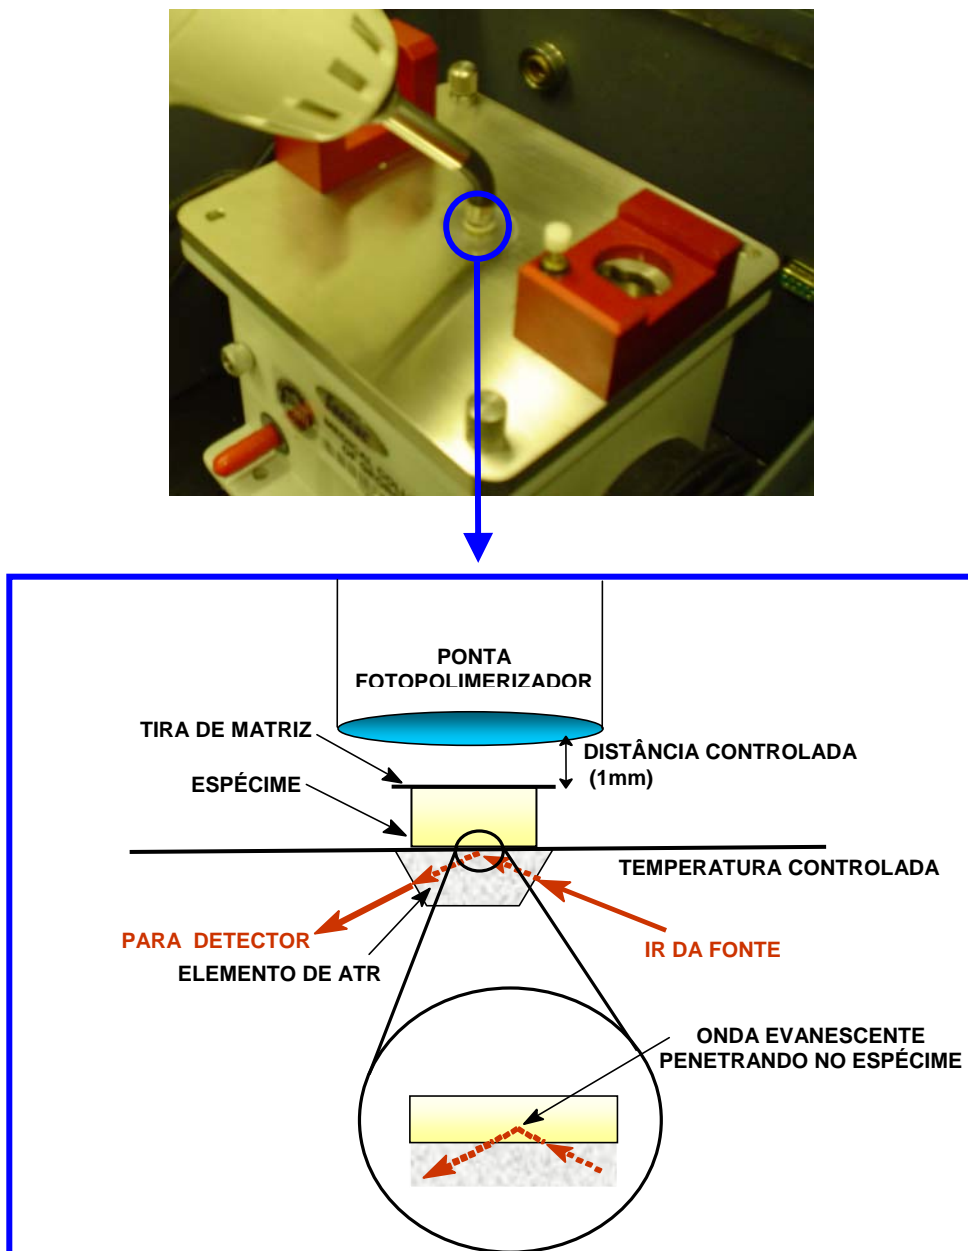 PONTA
FOTOPOLIMERIZADOR
TIRA DE MATRIZ
DISTÂNCIA CONTROLADA
(1mm)
ESPÉCIME
TEMPERATURA CONTROLADA
PARA DETECTOR
IR DA FONTE
ELEMENTO DE ATR
ONDA EVANESCENTE
PENETRANDO NO ESPÉCIME